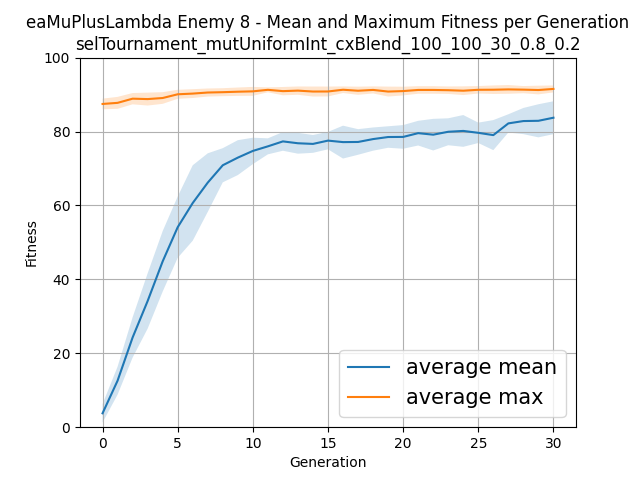 eaMuPlusLambda Enemy 8 - Mean and Maximum Fitness per Generation
selTournament_mutUniformInt_cxBlend_100_100_30_0.8_0.2
100
80
60
40
20
0
Fitness
average mean
average max
0 5 10 15 20 25 30
Generation